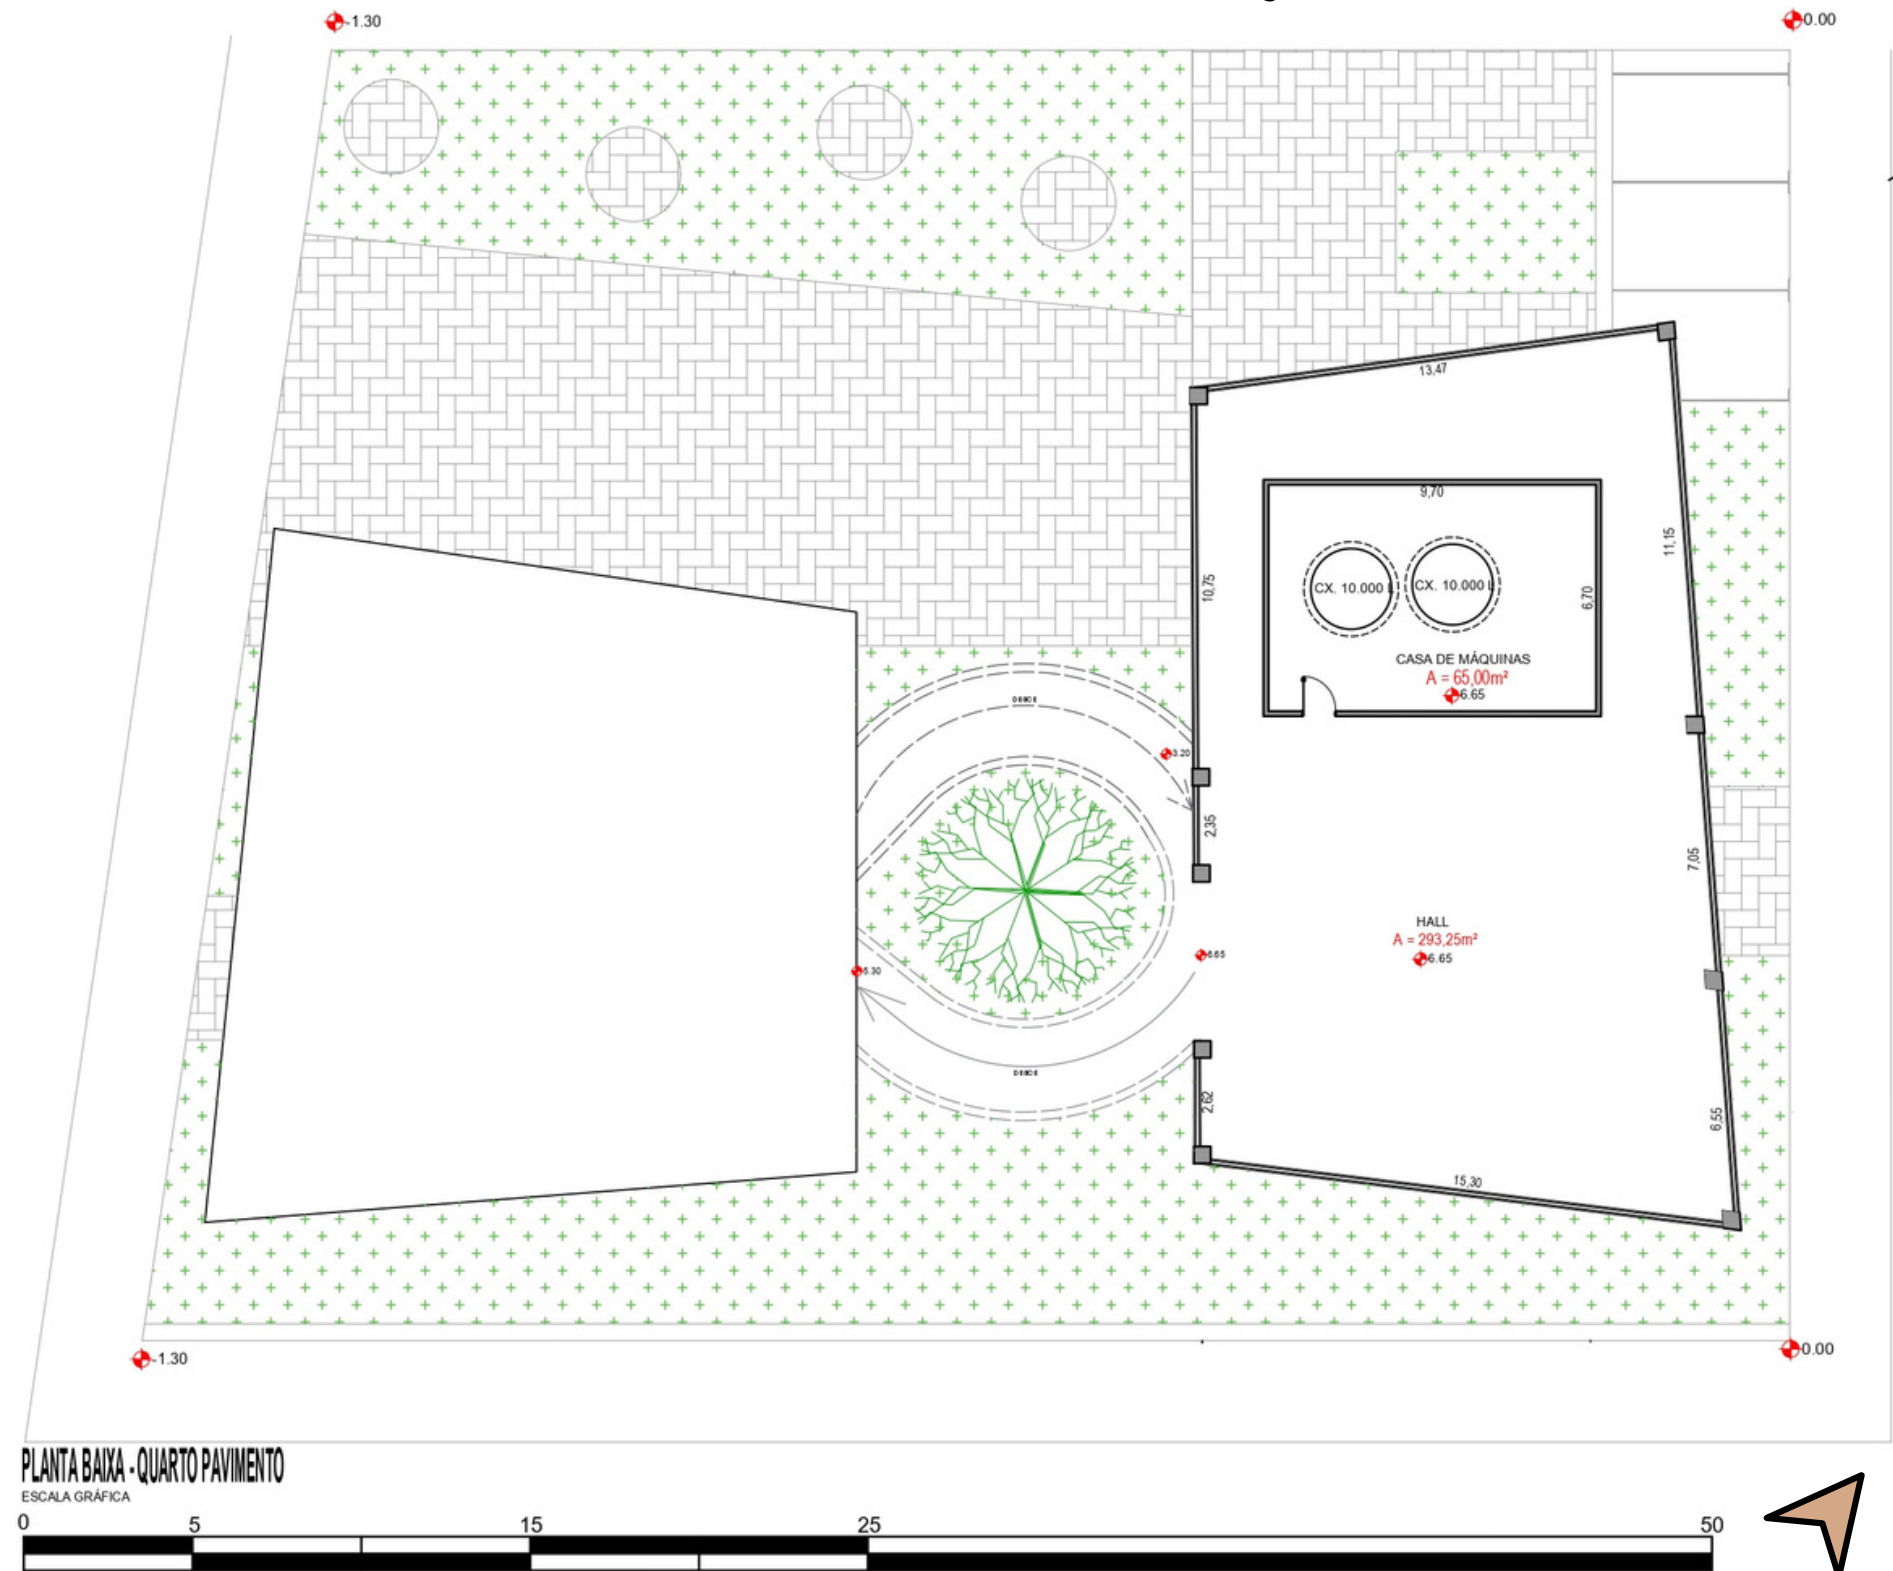 -1.30
0.00
13,47
9,70
11,15
10,75
6,70
CX. 10.000 L
CX. 10.000 L
CASA DE MÁQUINAS
A = 65,00m²
6.65
DESCE
3.20
2,35
7,05
HALL
A = 293,25m²
6.65
6.65
5.30
DESCE
2,62
6,55
15,30
-1.30
0.00
PLANTA BAIXA - QUARTO PAVIMENTO
ESCALA GRÁFICA
0 5 15 25 50